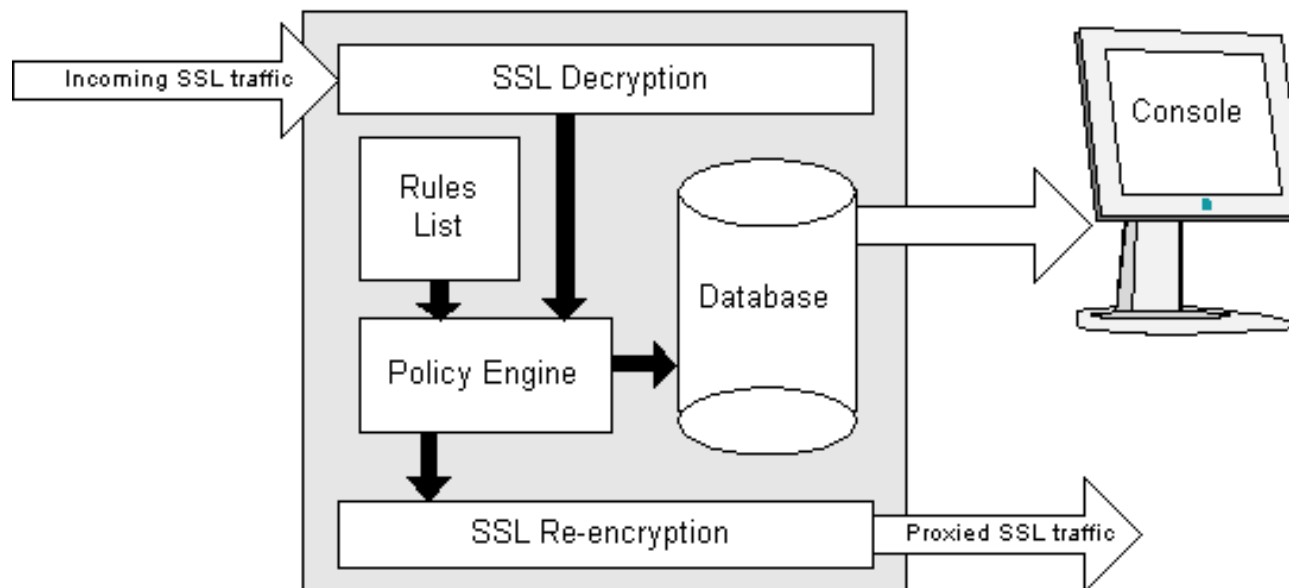 Incoming SSL traffic
SSL Decryption
Rules
List
Console
Database
Policy Engine
SSL Re-encryption
Proxied SSL traffic